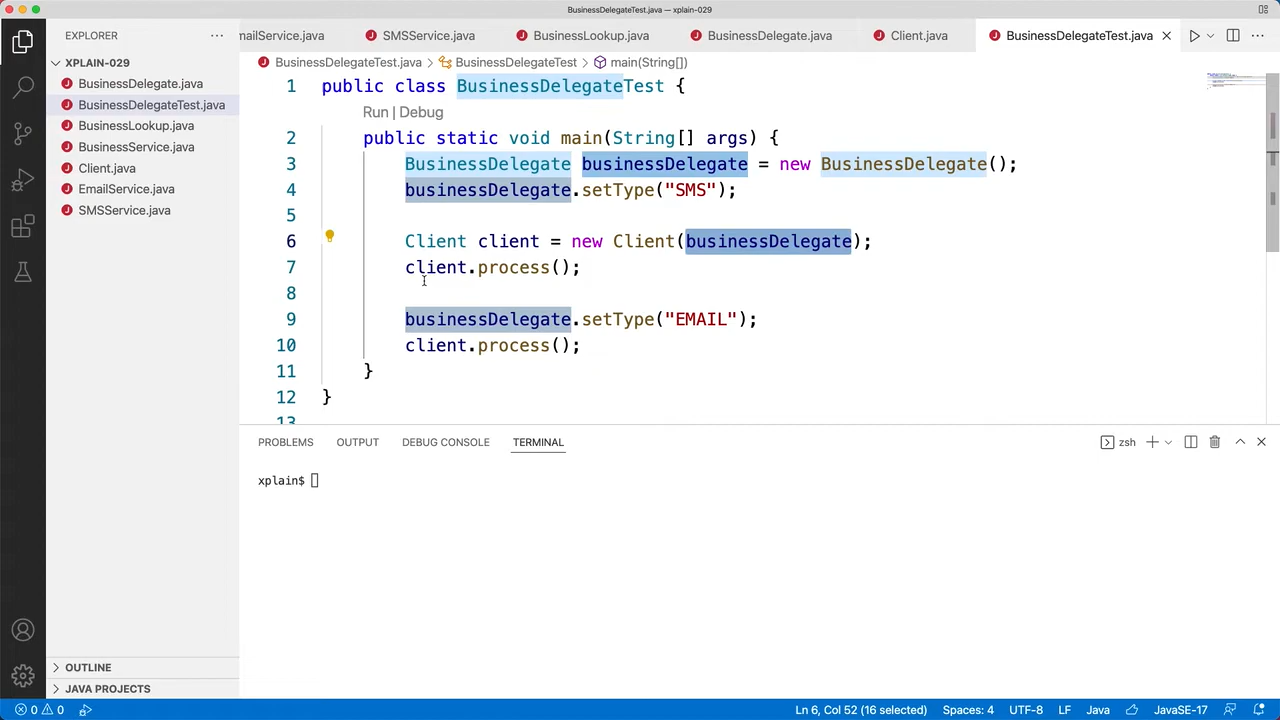 BusinessDelegateTest.java — xplain-029
EXPLORER
XPLAIN-029
BusinessDelegate.java
BusinessDelegateTest.java
BusinessLookup.java
BusinessService.java
Client.java
EmailService.java
SMSService.java
OUTLINE
JAVA PROJECTS
mailService.java SMSService.java BusinessLookup.java BusinessDelegate.java Client.java BusinessDelegateTest.java
BusinessDelegateTest.java > BusinessDelegateTest > main(String[])
1 public class BusinessDelegateTest {
Run | Debug
2 public static void main(String[] args) {
3 BusinessDelegate businessDelegate = new BusinessDelegate();
4 businessDelegate.setType("SMS");
5
6 Client client = new Client(businessDelegate);
7 client.process();
8
9 businessDelegate.setType("EMAIL");
10 client.process();
11 }
12 }
13
PROBLEMS OUTPUT DEBUG CONSOLE TERMINAL zsh
xplain$
0 0 Ln 6, Col 52 (16 selected) Spaces: 4 UTF-8 LF Java JavaSE-17